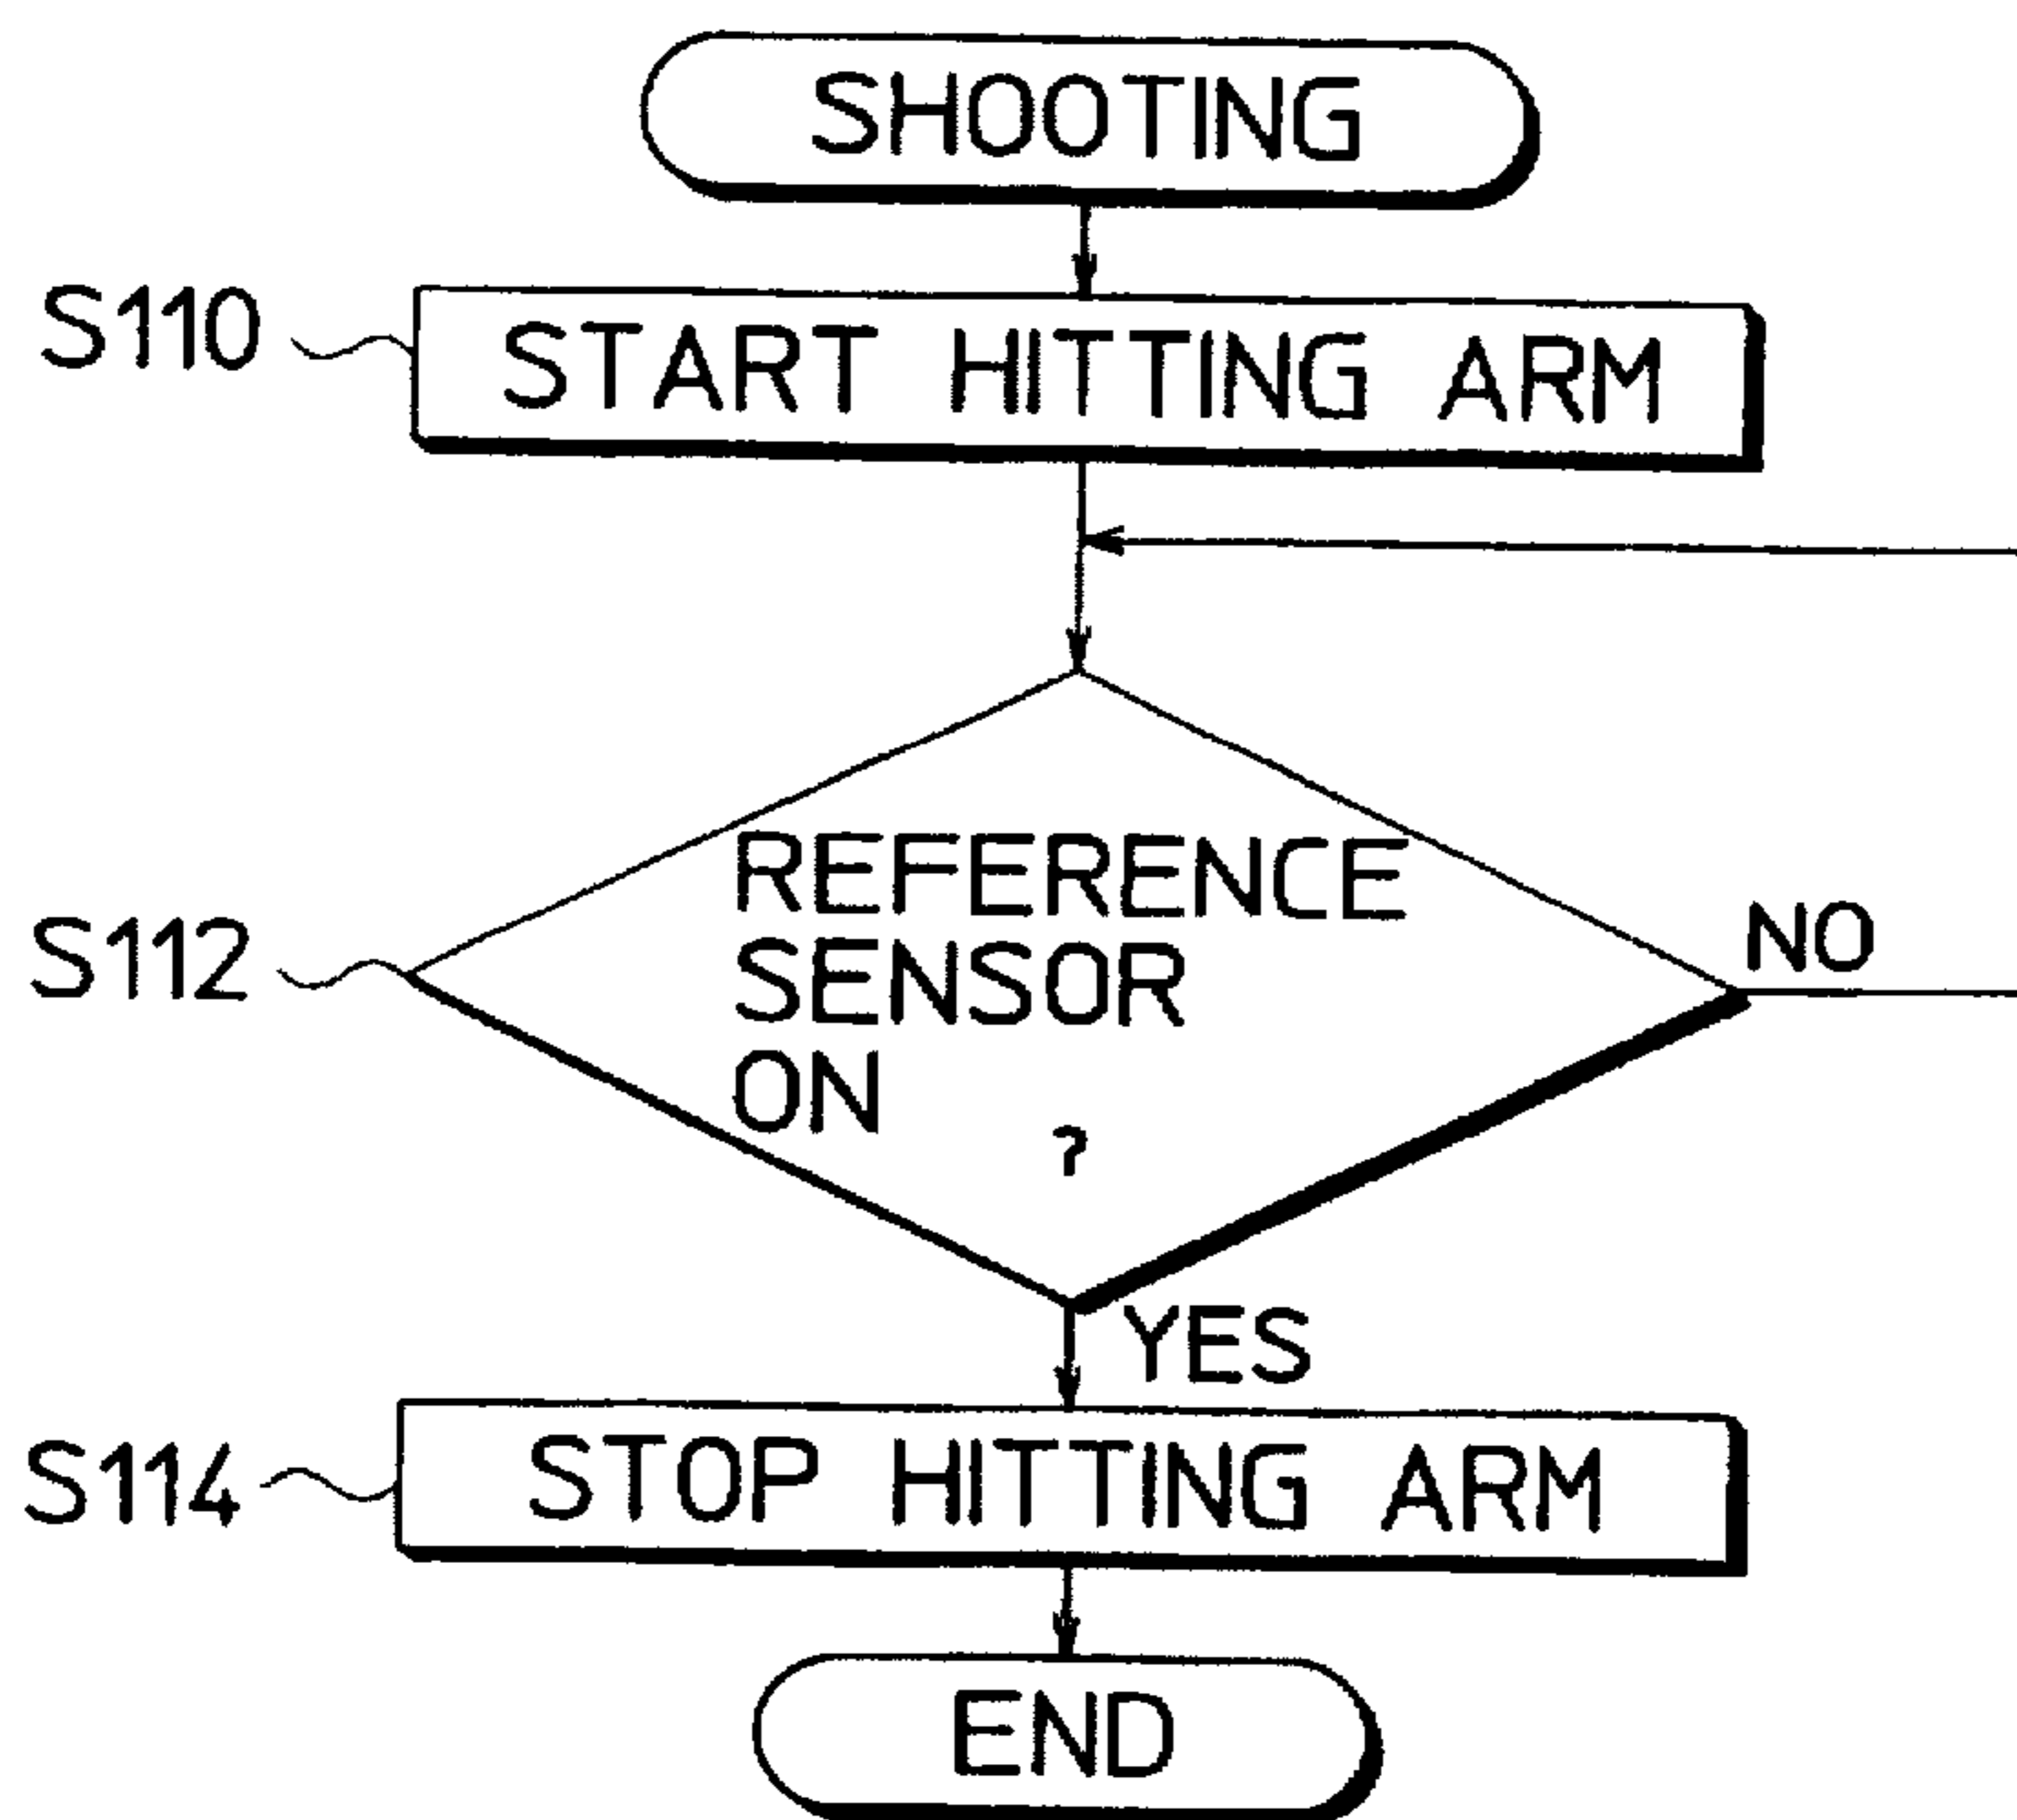 SHOOTING
S110
START HITTING ARM
REFERENCE
SENSOR
ON
?
S112
NO
YES
S114
STOP HITTING ARM
END